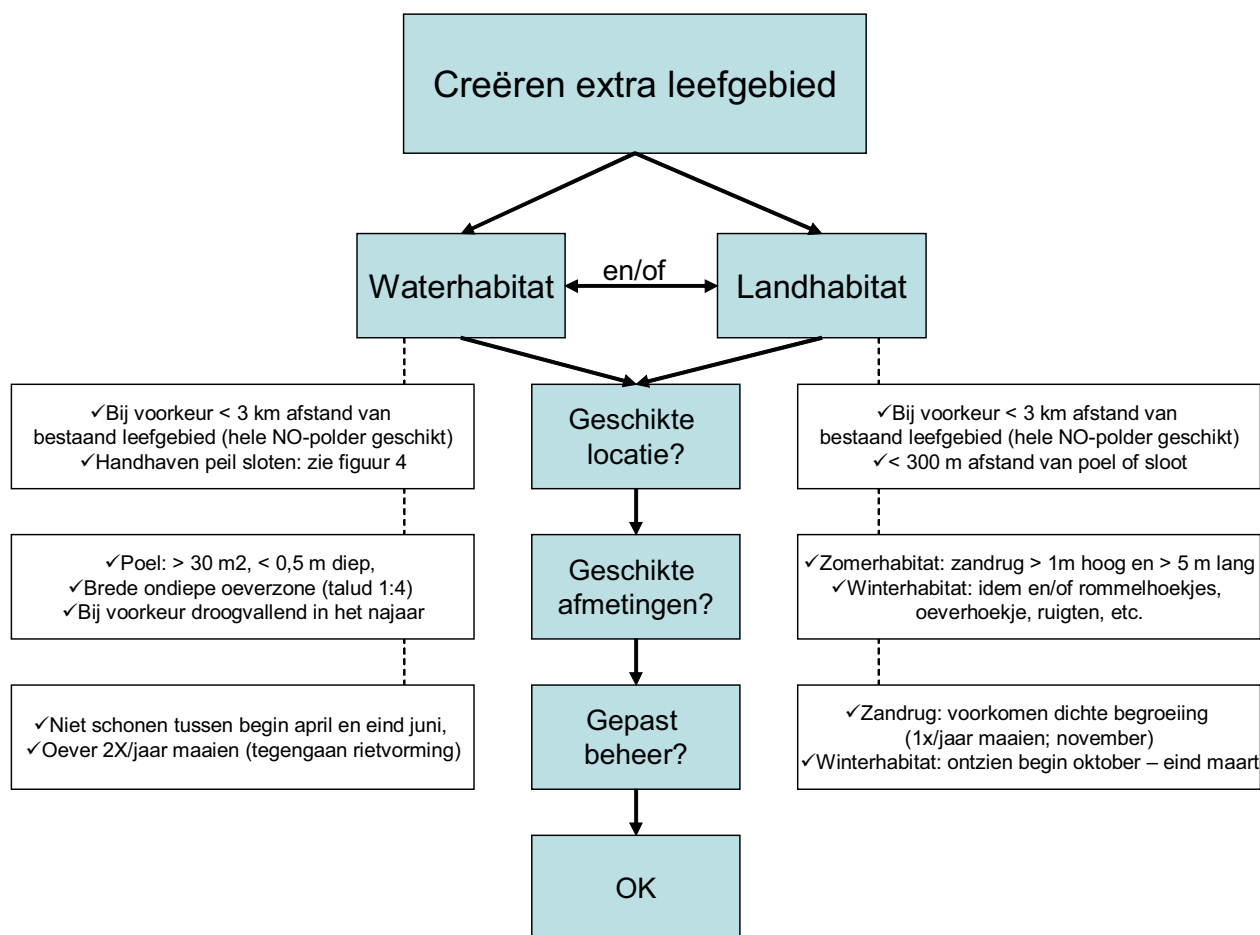 Creëren extra leefgebied
Waterhabitat
en/of
Landhabitat
✓Bij voorkeur < 3 km afstand van
bestaand leefgebied (hele NO-polder geschikt)
✓Handhaven peil sloten: zie figuur 4
Geschikte
locatie?
✓Bij voorkeur < 3 km afstand van
bestaand leefgebied (hele NO-polder geschikt)
✓< 300 m afstand van poel of sloot
✓Poel: > 30 m2, < 0,5 m diep,
✓Brede ondiepe oeverzone (talud 1:4)
✓Bij voorkeur droogvallend in het najaar
Geschikte
afmetingen?
✓Zomerhabitat: zandrug > 1m hoog en > 5 m lang
✓Winterhabitat: idem en/of rommelhoekjes,
oeverhoekje, ruigten, etc.
✓Niet schonen tussen begin april en eind juni,
✓Oever 2X/jaar maaien (tegengaan rietvorming)
Gepast
beheer?
✓Zandrug: voorkomen dichte begroeiing
(1x/jaar maaien; november)
✓Winterhabitat: ontzien begin oktober – eind maart
OK